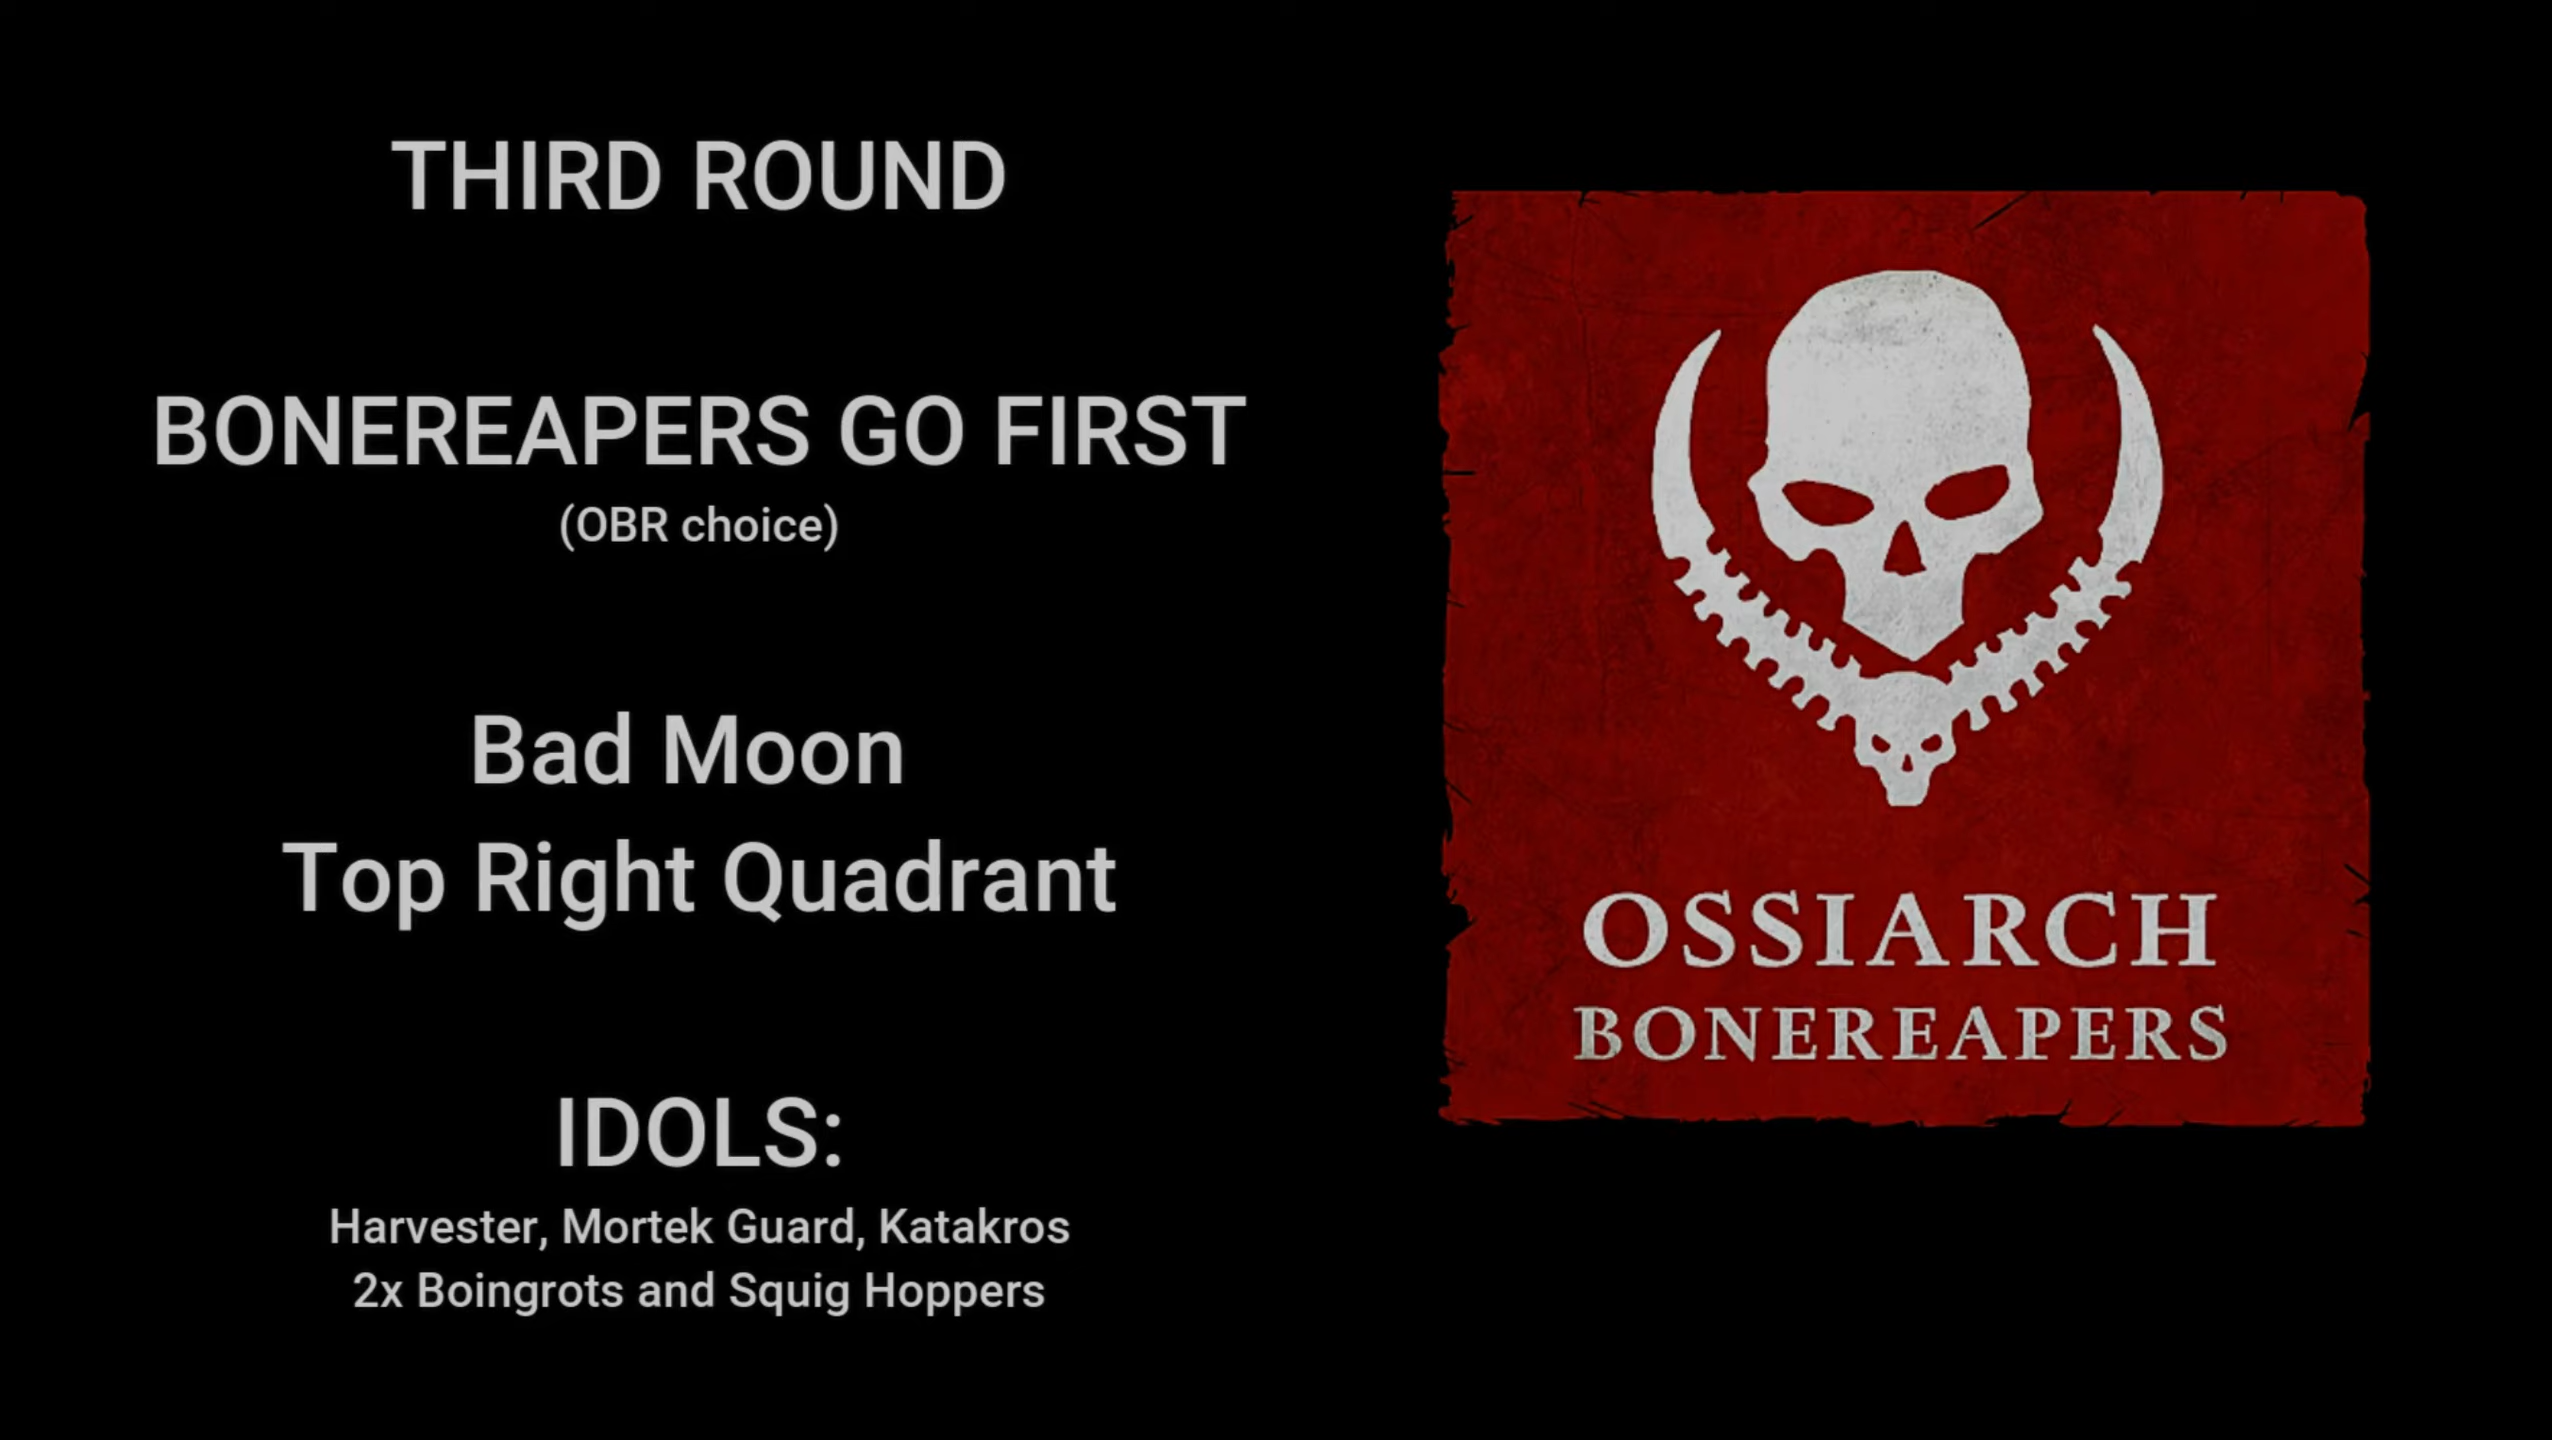 THIRD ROUND
BONEREAPERS GO FIRST
(OBR choice)
Bad Moon
Top Right Quadrant
IDOLS:
Harvester, Mortek Guard, Katakros
2x Boingrots and Squig Hoppers
OSSIARCH
BONEREAPERS